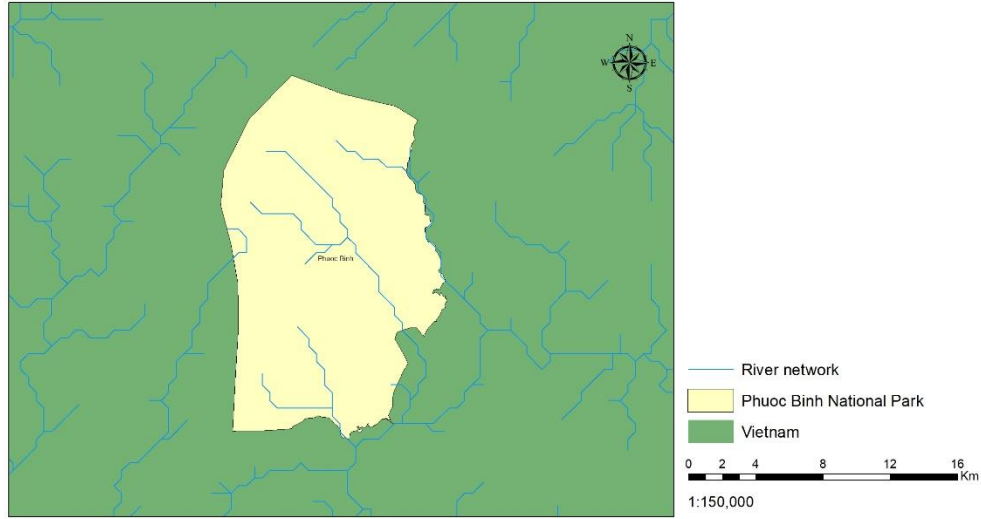 N
W E
S
Phuoc Binh
River network
Phuoc Binh National Park
Vietnam
0 2 4 8 12 16
Km
1:150,000